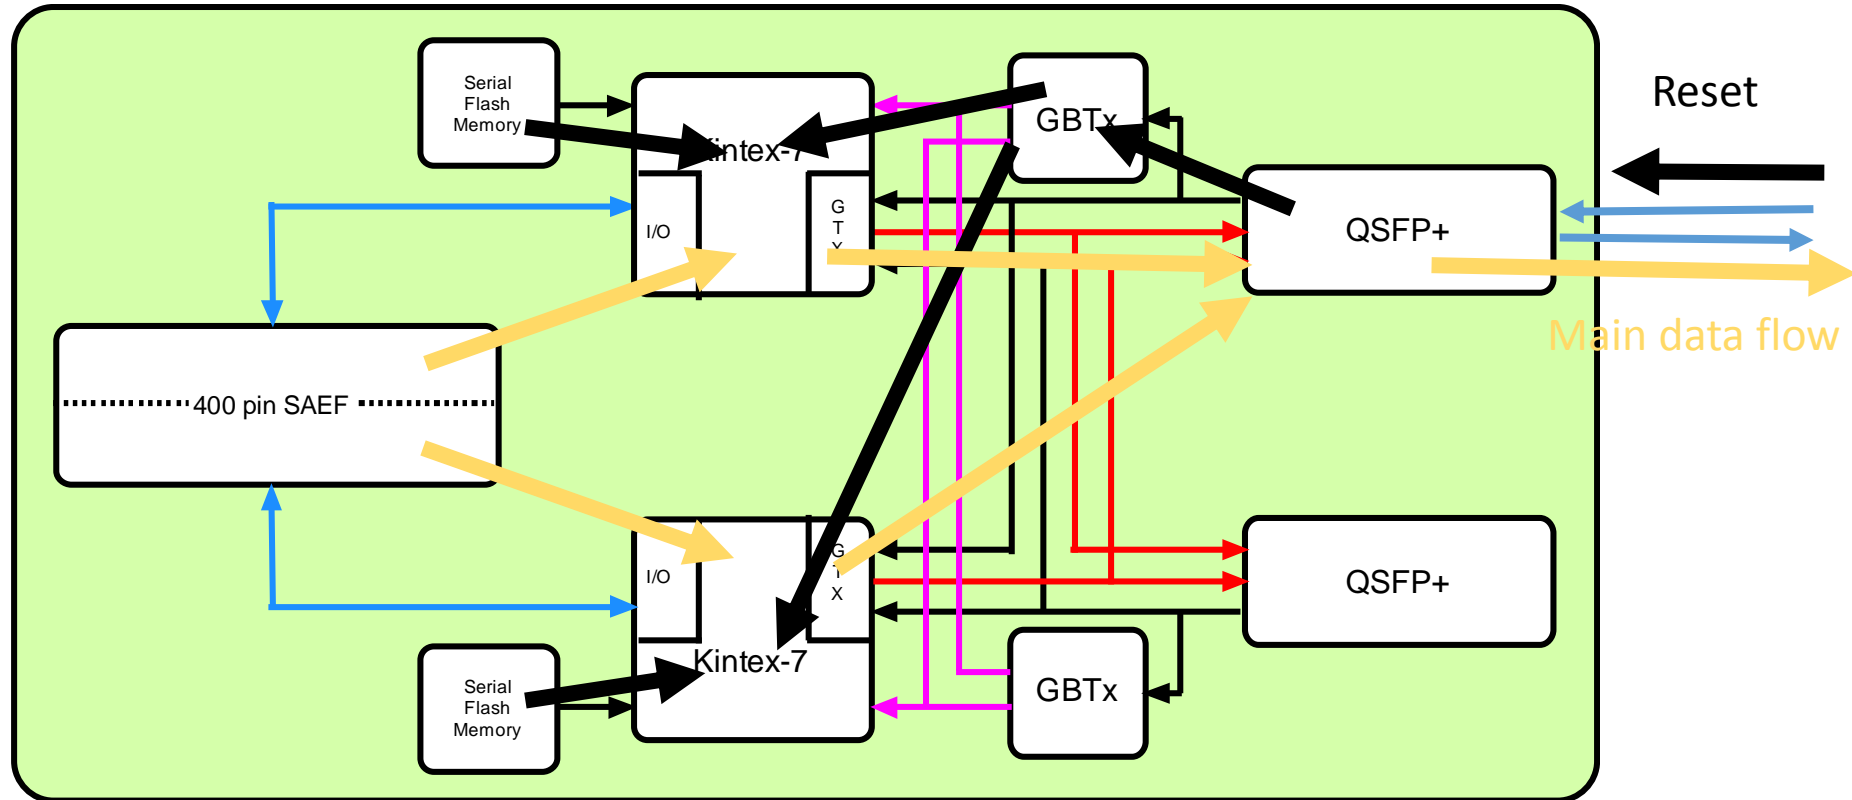 Serial
Flash
Memory
Kintex-7
GBTx
Reset
I/O
G
T
X
QSFP+
Main data flow
400 pin SAEF
I/O
G
T
X
QSFP+
Kintex-7
Serial
Flash
Memory
GBTx